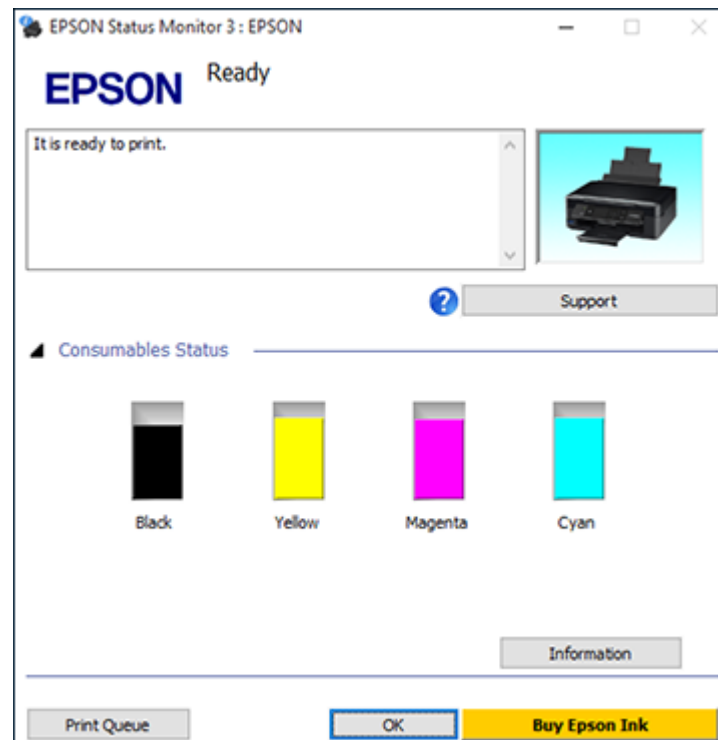 EPSON Status Monitor 3 : EPSON
EPSON
Ready
It is ready to print.
Support
Consumables Status
Black Yellow Magenta Cyan
Information
Print Queue OK Buy Epson Ink